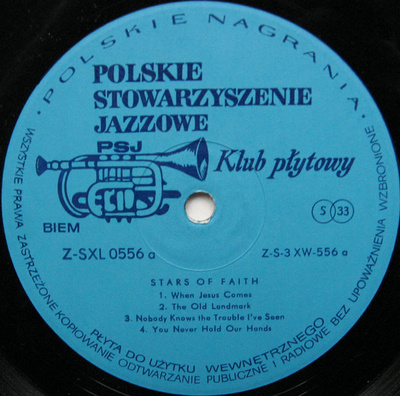 · POLSKIE NAGRANIA ·
POLSKIE
STOWARZYSZENIE
JAZZOWE
PSJ
Klub płytowy
BIEM
S 33
Z-SXL 0556 a
Z-S-3 XW-556 a
STARS OF FAITH
1. When Jesus Comes
2. The Old Landmark
3. Nobody Knows the Trouble I've Seen
4. You Never Hold Our Hands
PŁYTA DO UŻYTKU WEWNĘTRZNEGO
WSZYSTKIE PRAWA ZASTRZEŻONE KOPIOWANIE ODTWARZANIE PUBLICZNE I RADIOWE BEZ UPOWAŻNIENIA WZBRONIONE